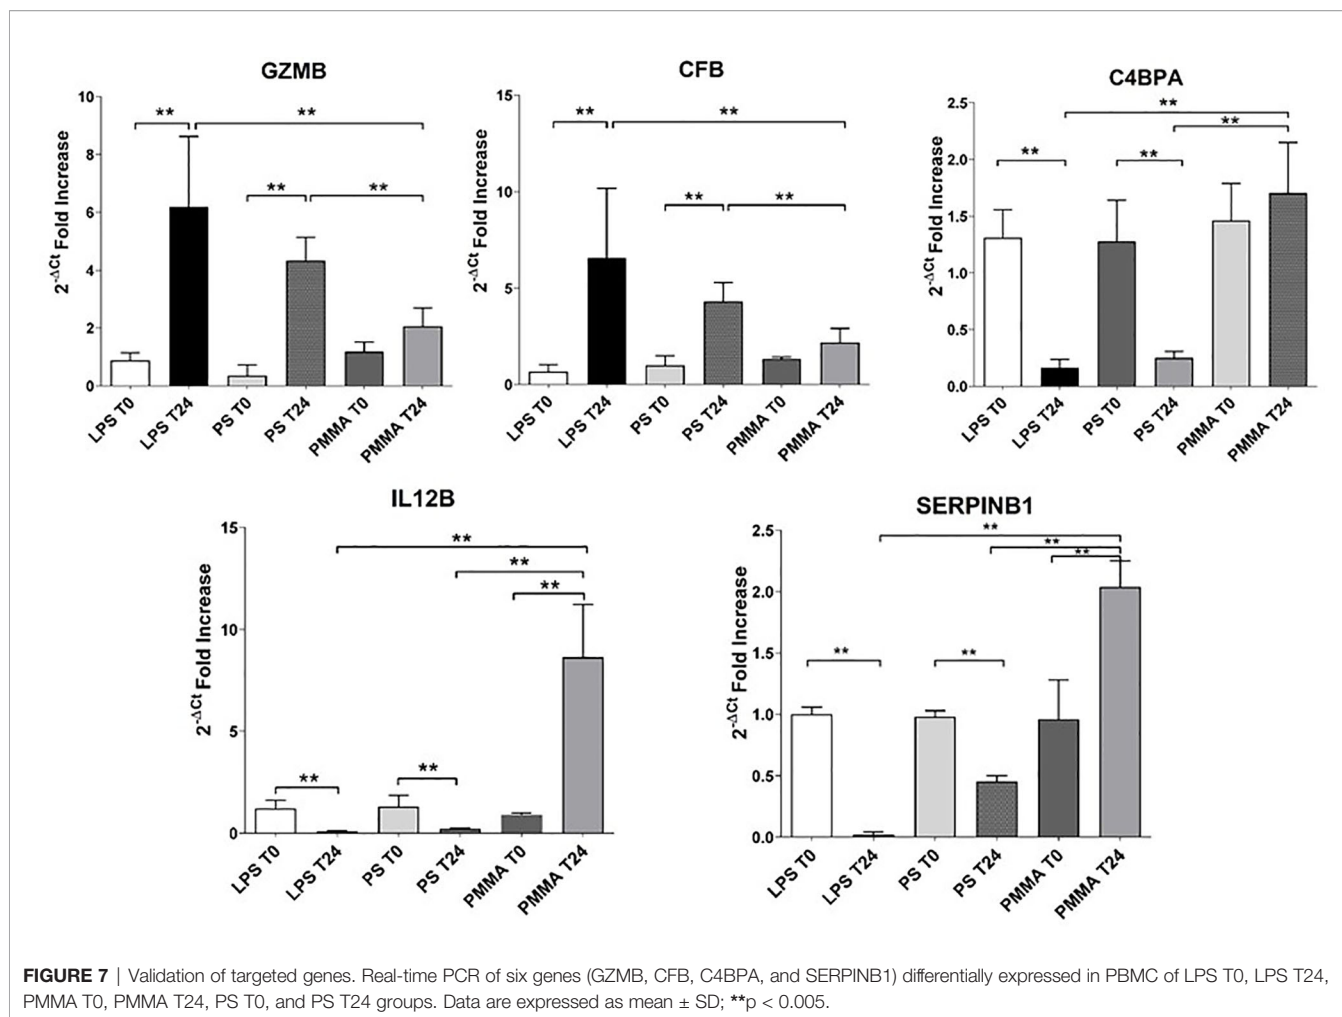 GZMB
2^-ΔCt Fold Increase
10
8
6
4
2
0
**
**
**
**
LPS T0
LPS T24
PS T0
PS T24
PMMA T0
PMMA T24
CFB
2^-ΔCt Fold Increase
15
10
5
0
**
**
**
**
LPS T0
LPS T24
PS T0
PS T24
PMMA T0
PMMA T24
C4BPA
2^-ΔCt Fold Increase
2.5
2.0
1.5
1.0
0.5
0.0
**
**
**
**
LPS T0
LPS T24
PS T0
PS T24
PMMA T0
PMMA T24
IL12B
2^-ΔCt Fold Increase
15
10
5
0
**
**
**
**
**
LPS T0
LPS T24
PS T0
PS T24
PMMA T0
PMMA T24
SERPINB1
2^-ΔCt Fold Increase
2.5
2.0
1.5
1.0
0.5
0.0
**
**
**
**
**
LPS T0
LPS T24
PS T0
PS T24
PMMA T0
PMMA T24
FIGURE 7 | Validation of targeted genes. Real-time PCR of six genes (GZMB, CFB, C4BPA, and SERPINB1) differentially expressed in PBMC of LPS T0, LPS T24,
PMMA T0, PMMA T24, PS T0, and PS T24 groups. Data are expressed as mean ± SD; **p < 0.005.